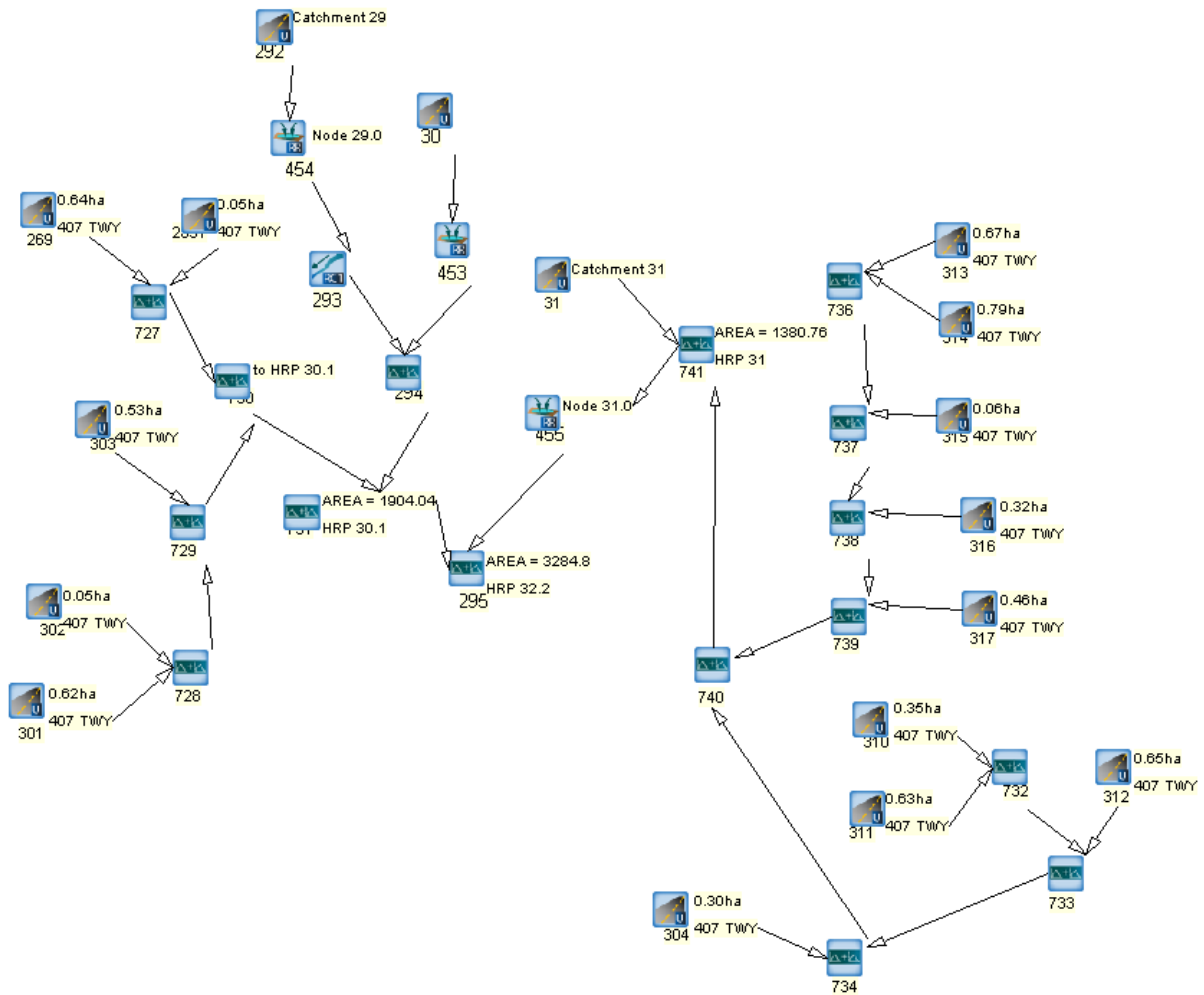 Catchment 29
292
30
Node 29.0
454
0.64ha
407 TWY
269
0.05ha
407 TWY
453
293
Catchment 31
31
0.67ha
407 TWY
313
736
727
0.79ha
407 TWY
314
AREA = 1380.76
HRP 31
741
to HRP 30.1
294
Node 31.0
455
0.53ha
407 TWY
303
0.06ha
407 TWY
315
737
AREA = 1904.04
HRP 30.1
0.32ha
407 TWY
316
738
729
AREA = 3284.8
HRP 32.2
295
0.05ha
407 TWY
302
0.46ha
407 TWY
317
739
728
740
0.62ha
407 TWY
301
0.35ha
407 TWY
310
732
0.65ha
407 TWY
312
0.63ha
407 TWY
311
733
0.30ha
407 TWY
304
734